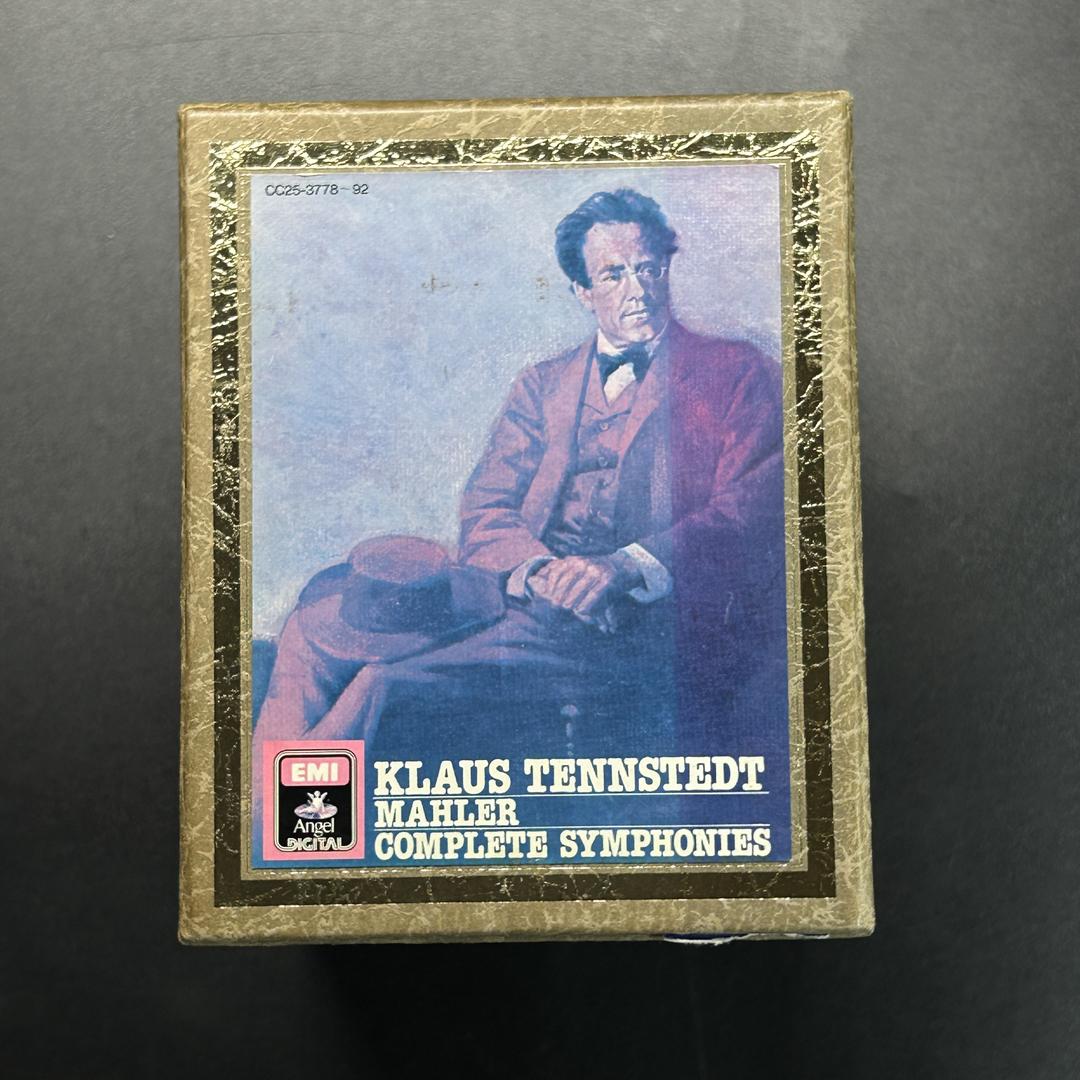 CC25-3778~92
EMI
Angel
DIGITAL
KLAUS TENNSTEDT
MAHLER
COMPLETE SYMPHONIES